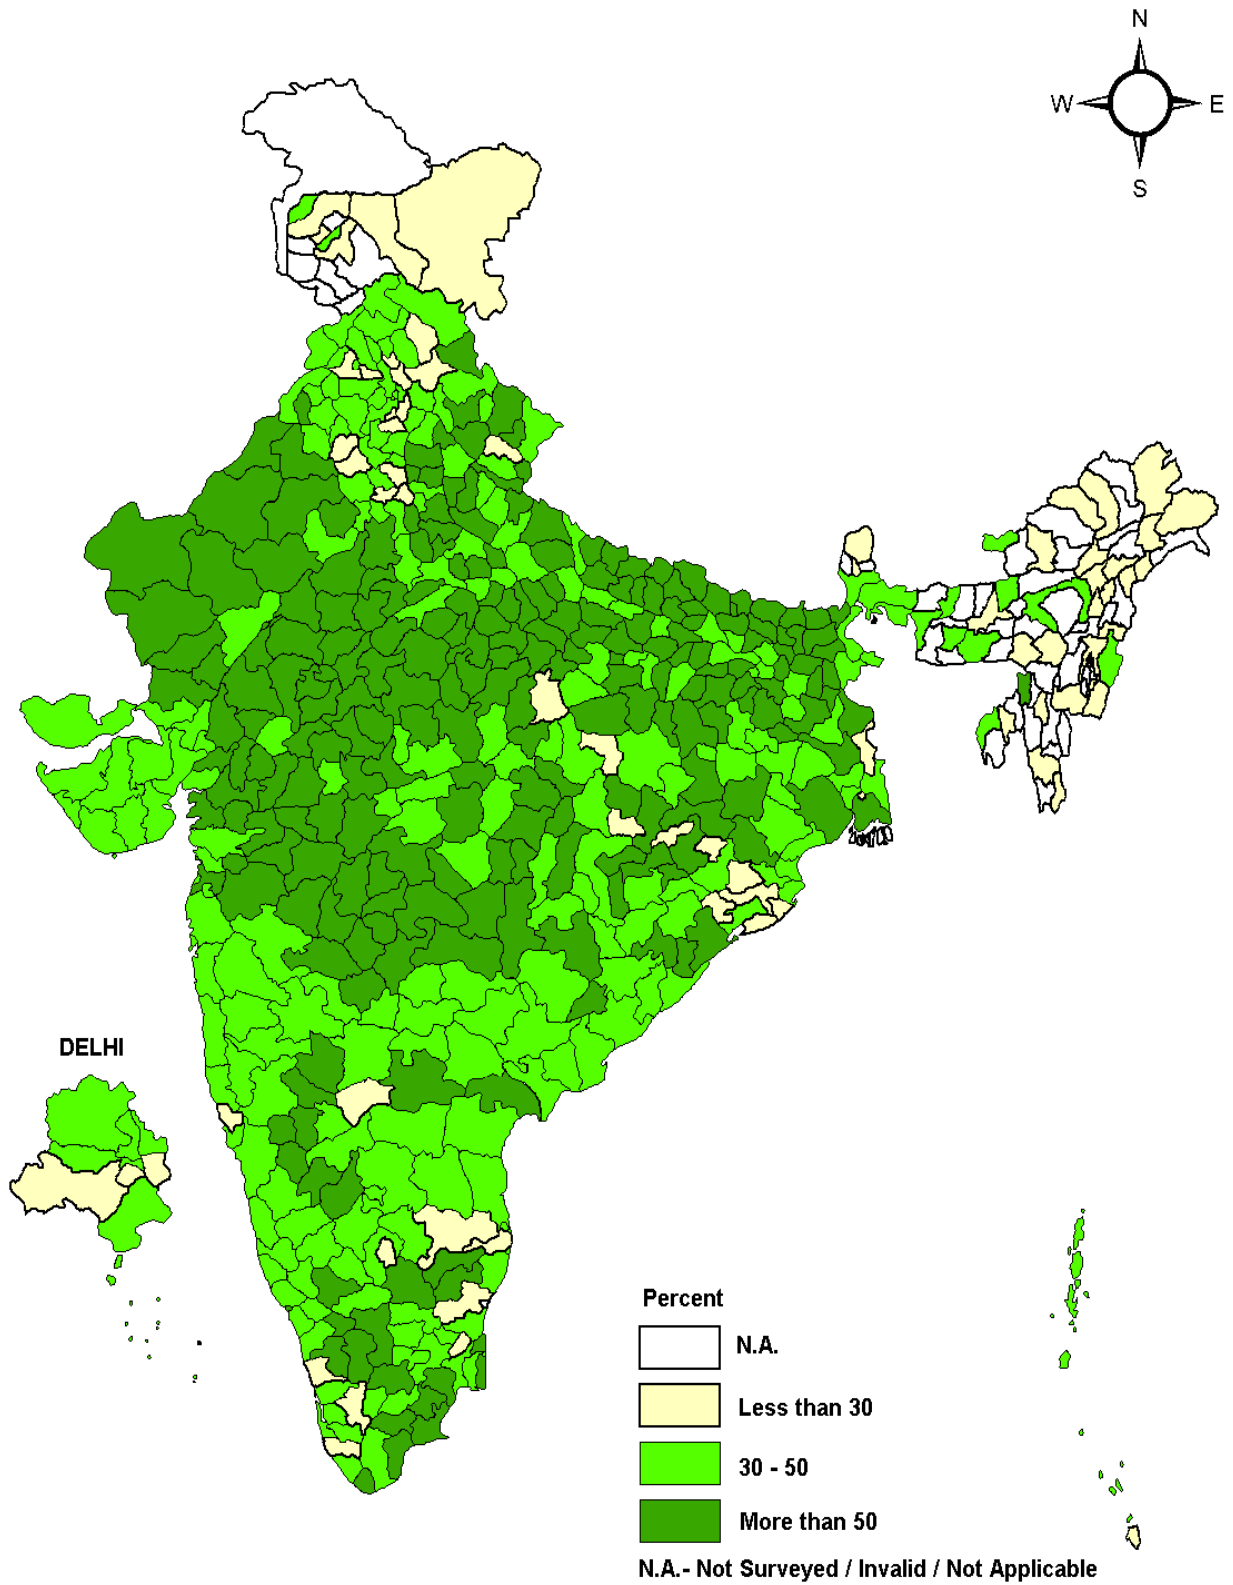 N
W E
S
DELHI
Percent
N.A.
Less than 30
30 - 50
More than 50
N.A.- Not Surveyed / Invalid / Not Applicable